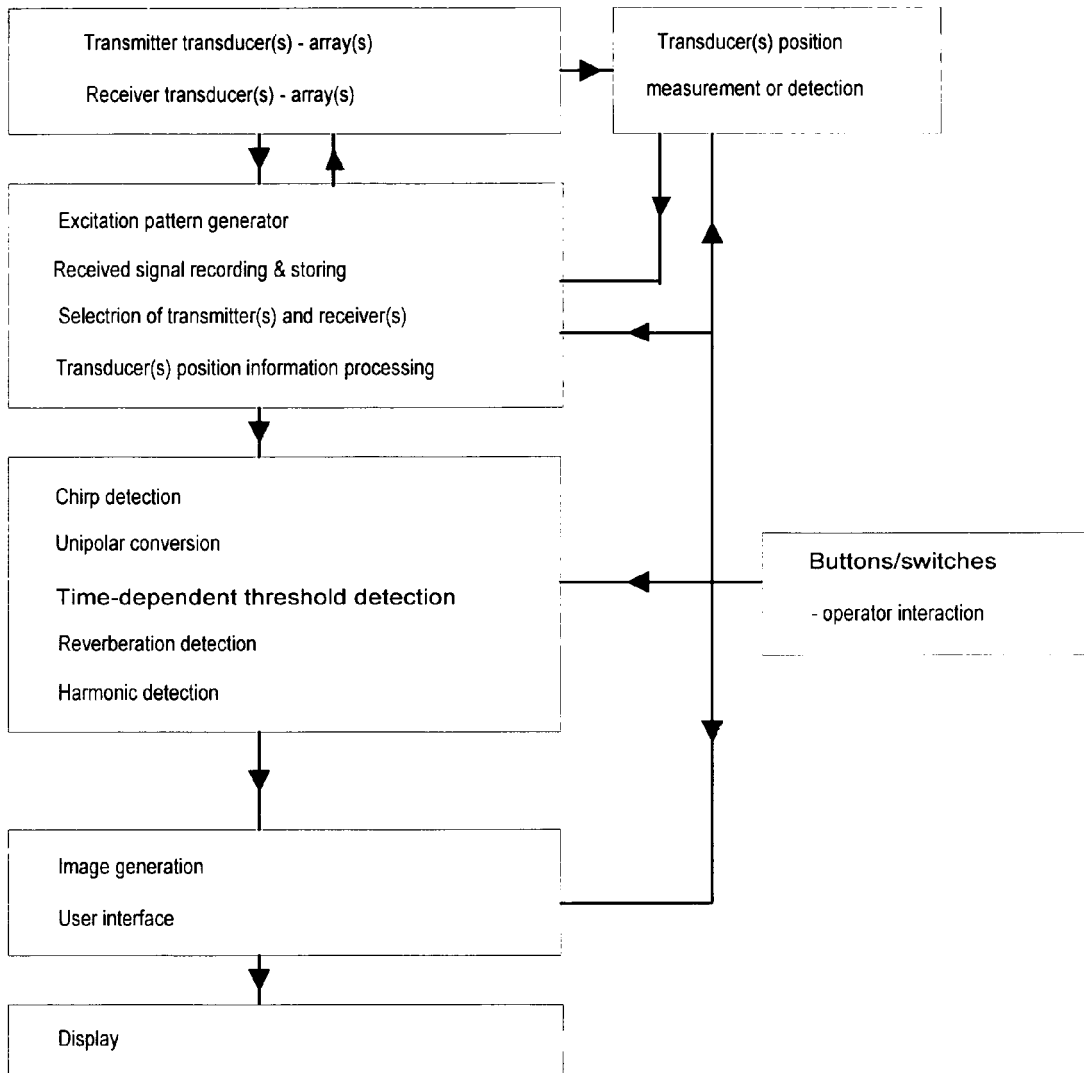 Transmitter transducer(s) - array(s)
Receiver transducer(s) - array(s)
Transducer(s) position
measurement or detection
Excitation pattern generator
Received signal recording & storing
Selectrion of transmitter(s) and receiver(s)
Transducer(s) position information processing
Chirp detection
Unipolar conversion
Time-dependent threshold detection
Reverberation detection
Harmonic detection
Buttons/switches
- operator interaction
Image generation
User interface
Display